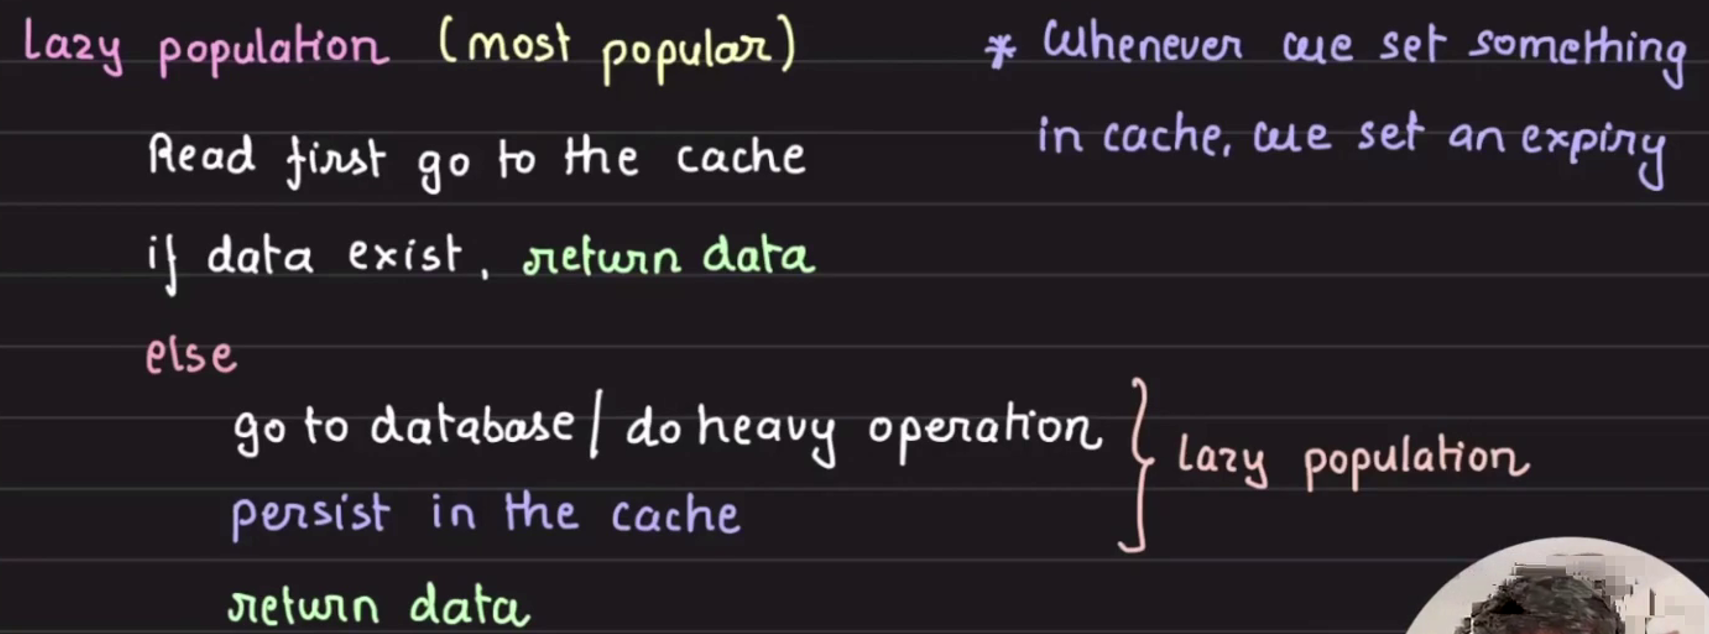 Lazy population (most popular)
* Whenever we set something
in cache, we set an expiry
Read first go to the cache
if data exist, return data
else
go to database / do heavy operation
persist in the cache
return data
} Lazy population